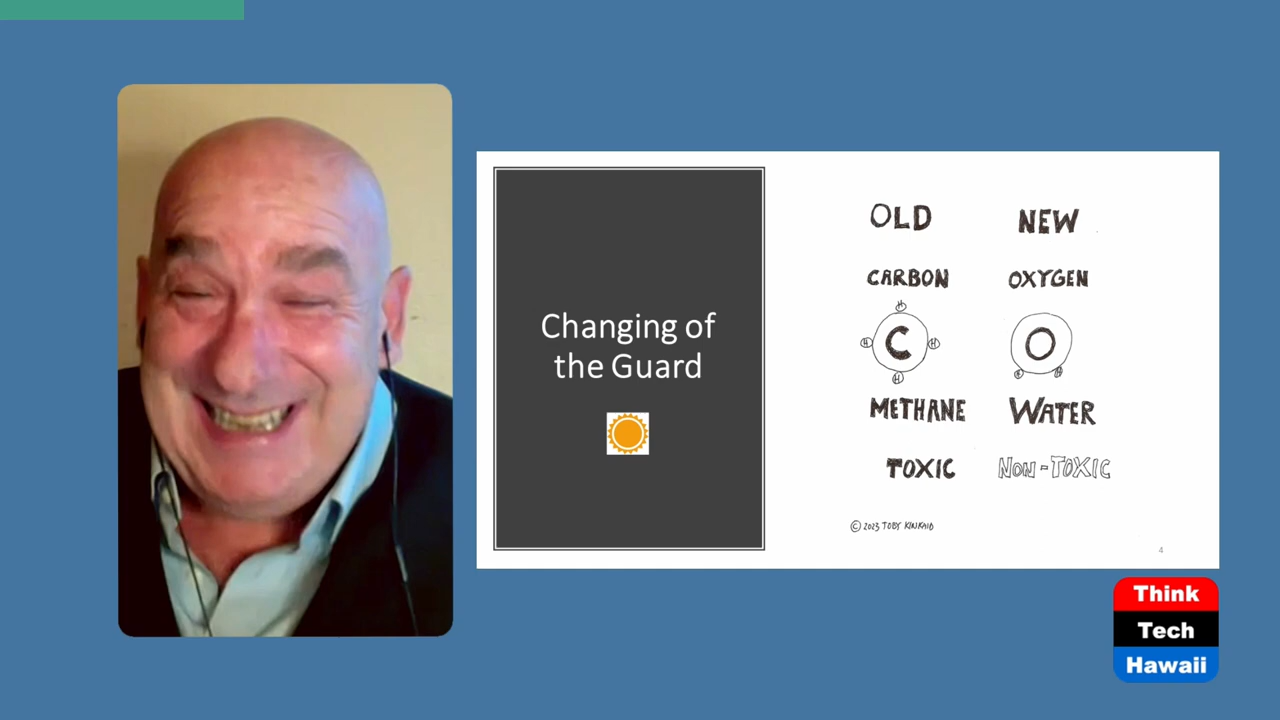 Changing of
the Guard
OLD NEW
CARBON OXYGEN
H
H C H O
H H H
METHANE WATER
TOXIC NON-TOXIC
© 2023 TOBY KINKAID
4
Think
Tech
Hawaii